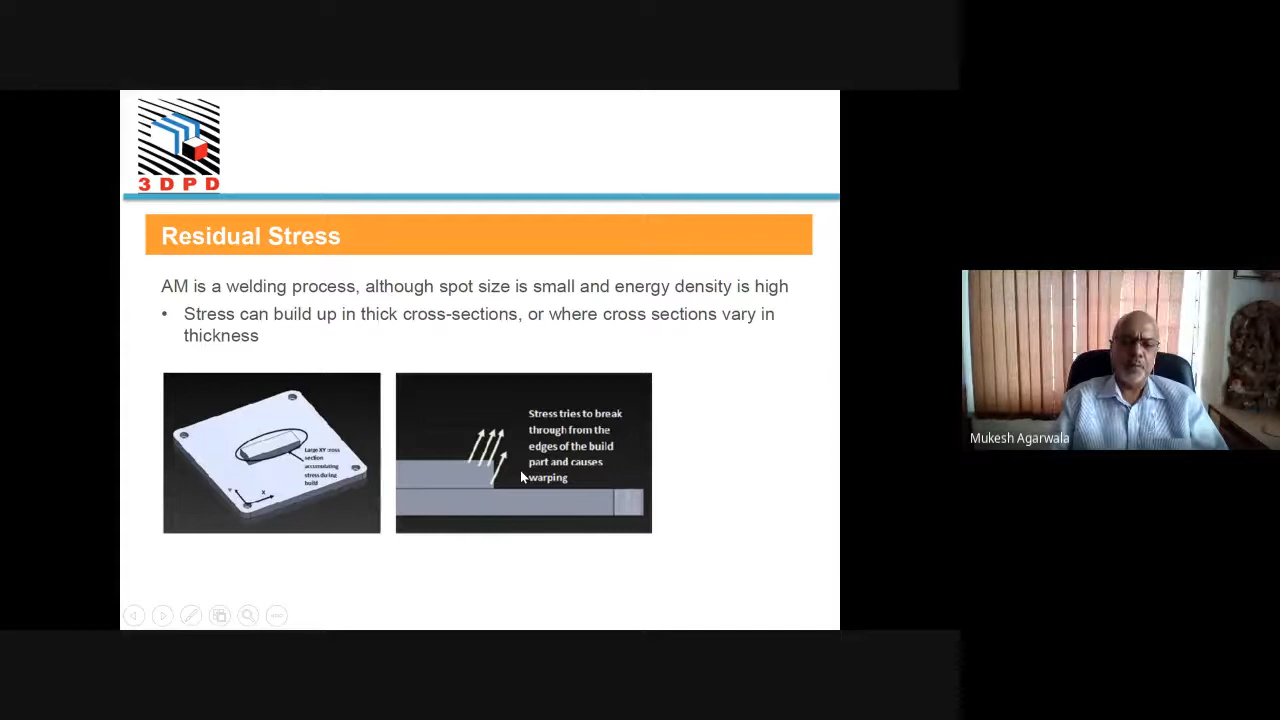 3DPD
Residual Stress
AM is a welding process, although spot size is small and energy density is high
• Stress can build up in thick cross-sections, or where cross sections vary in
thickness
Large XY cross
section
accumulating
stress during
build
Y
X
Stress tries to break
through from the
edges of the build
part and causes
warping
Mukesh Agarwala